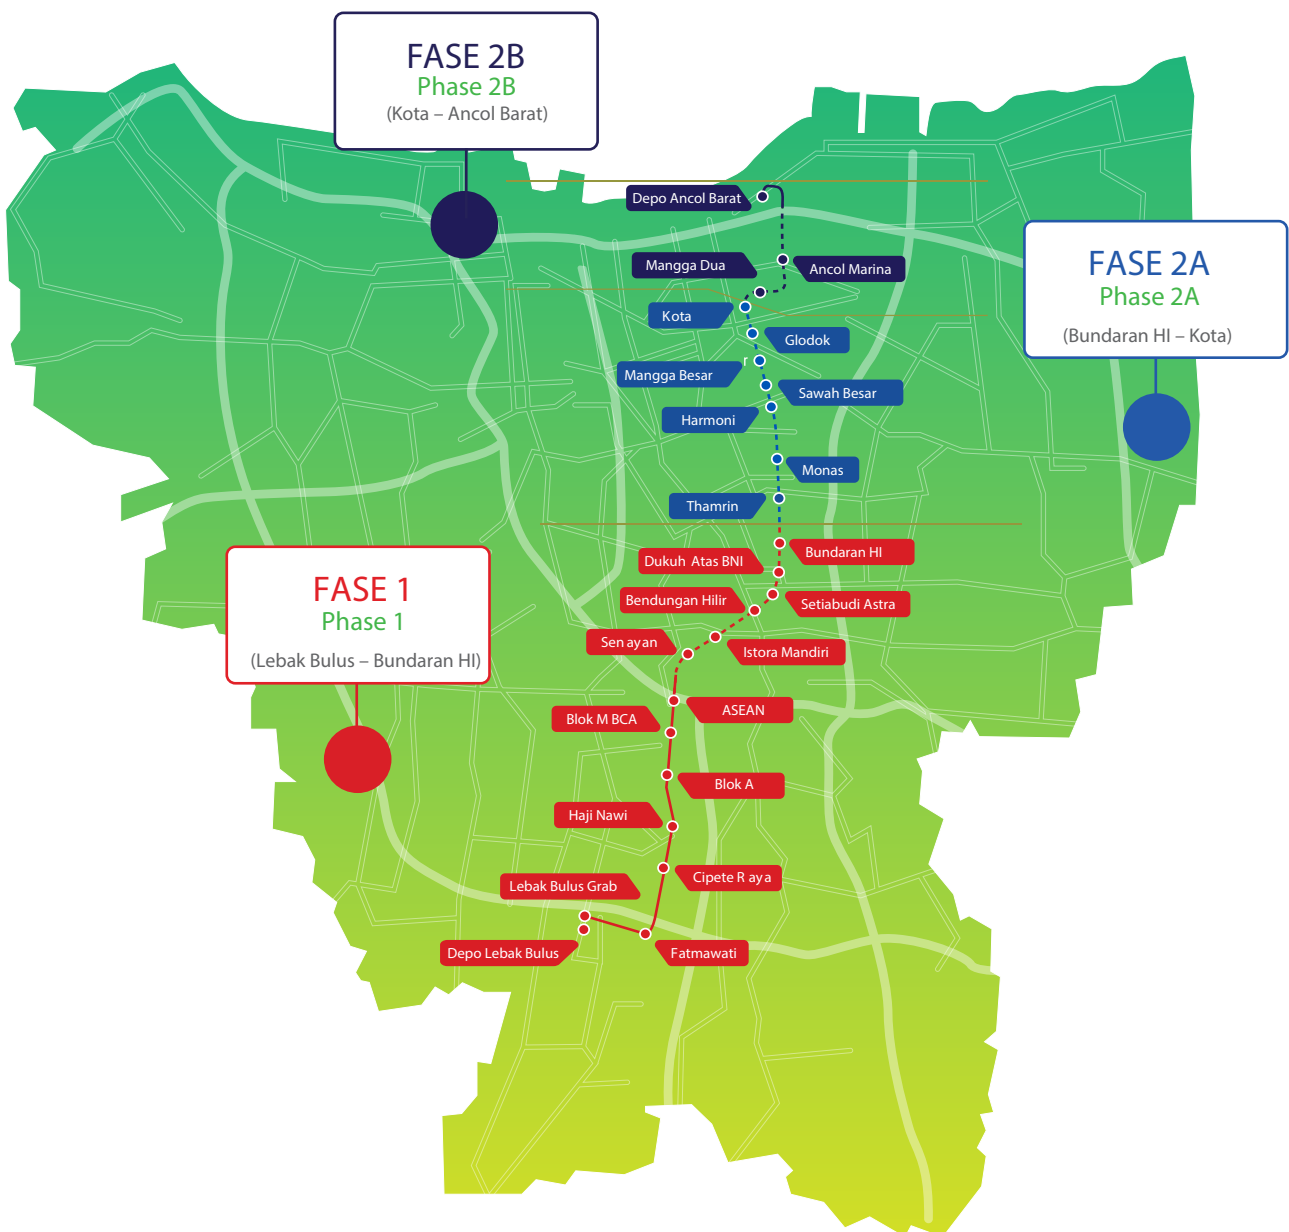 FASE 2B
Phase 2B
(Kota – Ancol Barat)
Depo Ancol Barat
Mangga Dua
Ancol Marina
FASE 2A
Phase 2A
(Bundaran HI – Kota)
Kota
Glodok
r
Mangga Besar
Sawah Besar
Harmoni
Monas
Thamrin
Bundaran HI
Dukuh Atas BNI
FASE 1
Phase 1
(Lebak Bulus – Bundaran HI)
Bendungan Hilir
Setiabudi Astra
Sen ayan
Istora Mandiri
ASEAN
Blok M BCA
Blok A
Haji Nawi
Cipete R aya
Lebak Bulus Grab
Depo Lebak Bulus
Fatmawati